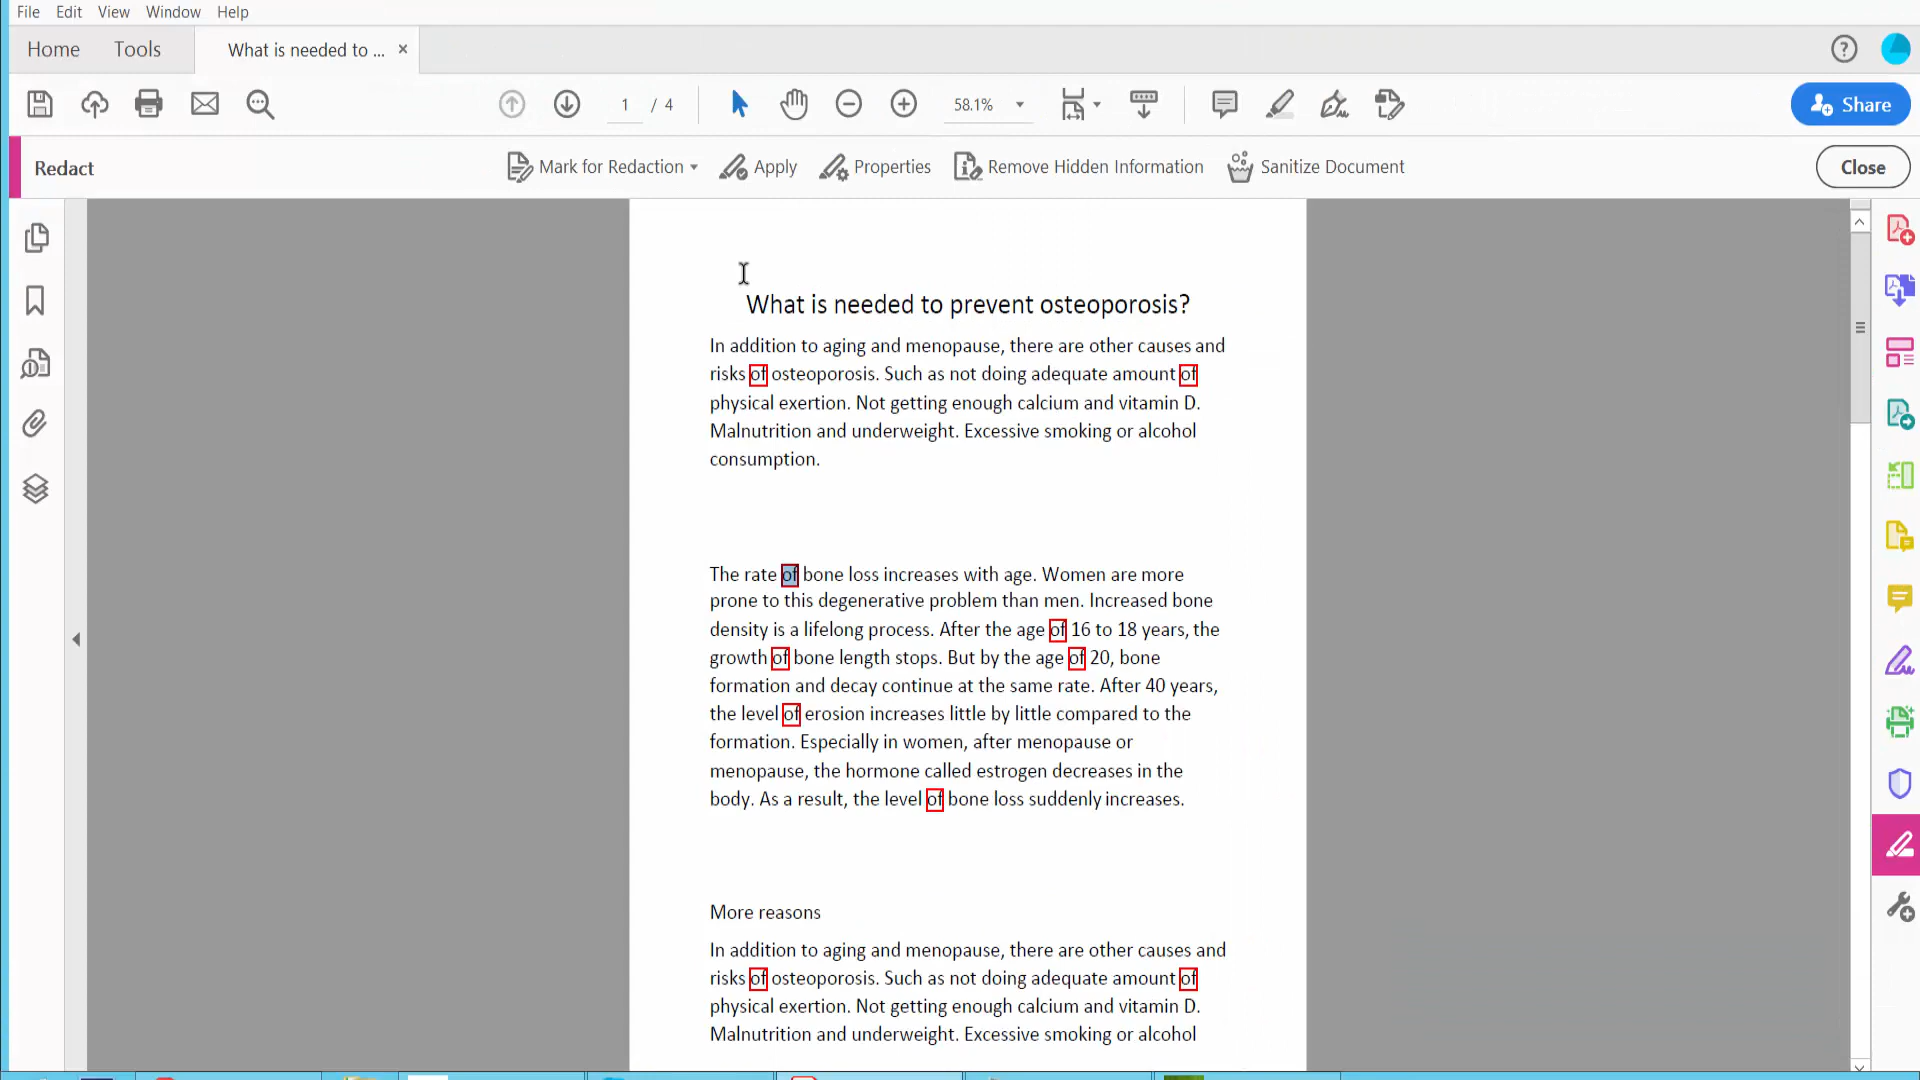 File Edit View Window Help
Home Tools What is needed to ... ×
1 / 4 58.1% Share
Redact Mark for Redaction Apply Properties Remove Hidden Information Sanitize Document Close
What is needed to prevent osteoporosis?
In addition to aging and menopause, there are other causes and
risks of osteoporosis. Such as not doing adequate amount of
physical exertion. Not getting enough calcium and vitamin D.
Malnutrition and underweight. Excessive smoking or alcohol
consumption.
The rate of bone loss increases with age. Women are more
prone to this degenerative problem than men. Increased bone
density is a lifelong process. After the age of 16 to 18 years, the
growth of bone length stops. But by the age of 20, bone
formation and decay continue at the same rate. After 40 years,
the level of erosion increases little by little compared to the
formation. Especially in women, after menopause or
menopause, the hormone called estrogen decreases in the
body. As a result, the level of bone loss suddenly increases.
More reasons
In addition to aging and menopause, there are other causes and
risks of osteoporosis. Such as not doing adequate amount of
physical exertion. Not getting enough calcium and vitamin D.
Malnutrition and underweight. Excessive smoking or alcohol